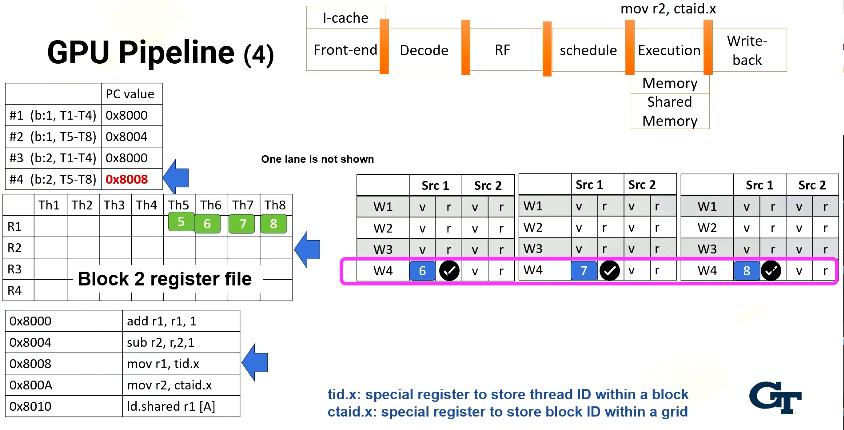 mov r2, ctaid.x
I-cache
Front-end Decode RF schedule Execution Write-back
Memory
Shared Memory
GPU Pipeline (4)
PC value
#1 (b:1, T1-T4) 0x8000
#2 (b:1, T5-T8) 0x8004
#3 (b:2, T1-T4) 0x8000
#4 (b:2, T5-T8) 0x8008
One lane is not shown
Th1 Th2 Th3 Th4 Th5 Th6 Th7 Th8
R1 5 6 7 8
R2
R3
R4
Block 2 register file
Src 1 Src 2
W1 v r v r
W2 v r v r
W3 v r v r
W4 6 v r
Src 1 Src 2
W1 v r v r
W2 v r v r
W3 v r v r
W4 7 v r
Src 1 Src 2
W1 v r v r
W2 v r v r
W3 v r v r
W4 8 v r
0x8000 add r1, r1, 1
0x8004 sub r2, r,2,1
0x8008 mov r1, tid.x
0x800A mov r2, ctaid.x
0x8010 ld.shared r1 [A]
tid.x: special register to store thread ID within a block
ctaid.x: special register to store block ID within a grid
GT